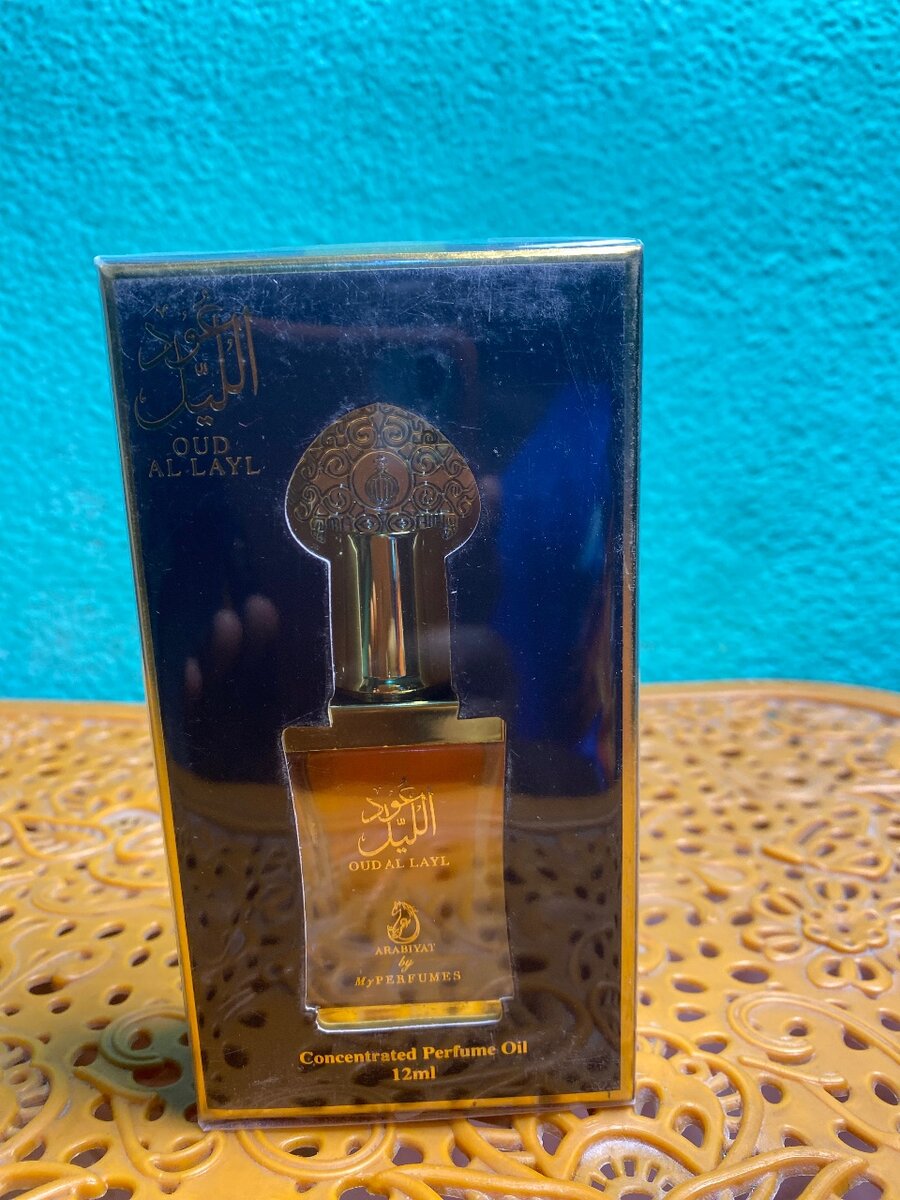 عود
الليل
OUD
AL LAYL
عود
الليل
OUD AL LAYL
ARABIYAT
by
MyPERFUMES
Concentrated Perfume Oil
12ml